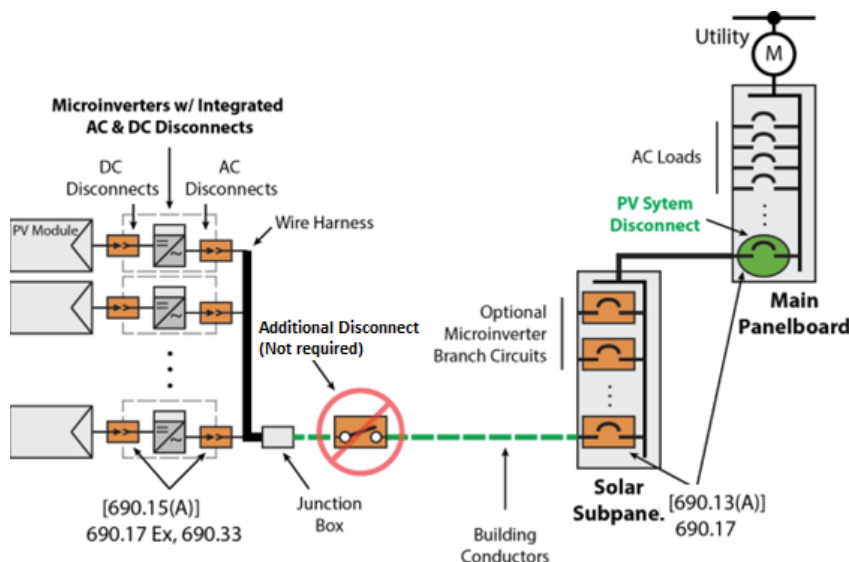 Utility
M
Microinverters w/ Integrated
AC & DC Disconnects
DC
Disconnects
AC
Disconnects
AC Loads
PV Sytem
Disconnect
PV Module
Wire Harness
Main
Panelboard
Optional
Microinverter
Branch Circuits
Additional Disconnect
(Not required)
[690.15(A)]
690.17 Ex, 690.33
Junction
Box
Building
Conductors
Solar
Subpane.
[690.13(A)]
690.17